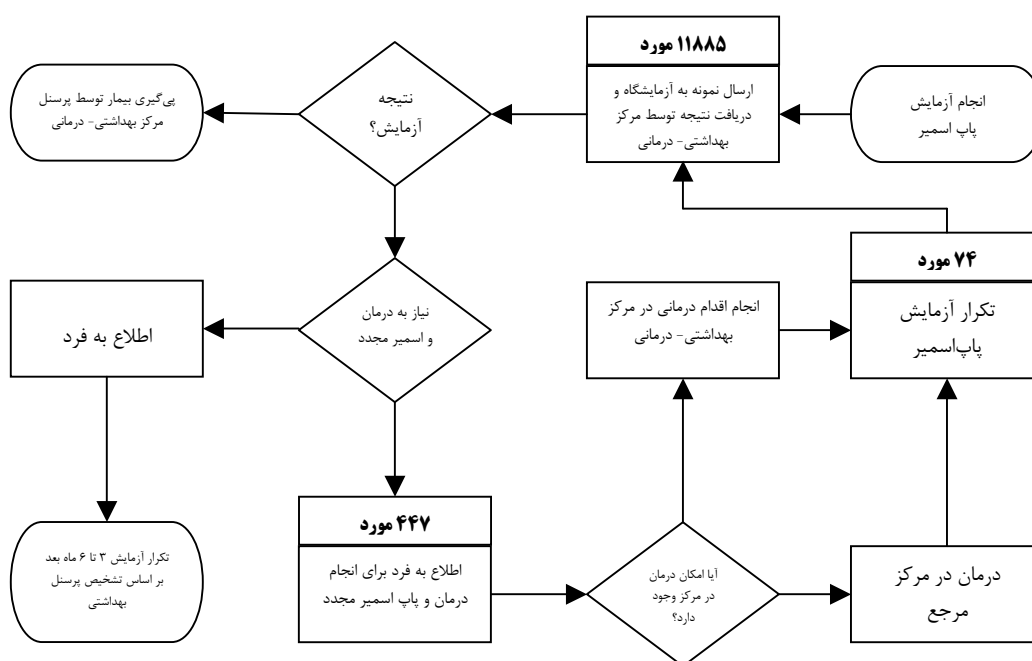 انجام آزمایش
پاپ اسمیر
۱۱۸۸۵ مورد
ارسال نمونه به آزمایشگاه و
دریافت نتیجه توسط مرکز
بهداشتی- درمانی
نتیجه
آزمایش؟
پی‌گیری بیمار توسط پرسنل
مرکز بهداشتی- درمانی
۷۴ مورد
تکرار آزمایش
پاپ‌اسمیر
انجام اقدام درمانی در مرکز
بهداشتی- درمانی
نیاز به درمان
و اسمیر مجدد
اطلاع به فرد
۴۴۷ مورد
اطلاع به فرد برای انجام
درمان و پاپ اسمیر مجدد
آیا امکان درمان
در مرکز وجود
دارد؟
درمان در مرکز
مرجع
تکرار آزمایش ۳ تا ۶ ماه بعد
بر اساس تشخیص پرسنل
بهداشتی